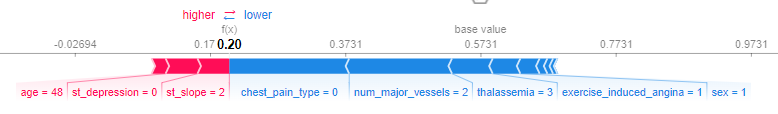 higher ⇄ lower
f(x) base value
-0.02694 0.17 0.20 0.3731 0.5731 0.7731 0.9731
age = 48 st_depression = 0 st_slope = 2 chest_pain_type = 0 num_major_vessels = 2 thalassemia = 3 exercise_induced_angina = 1 sex = 1